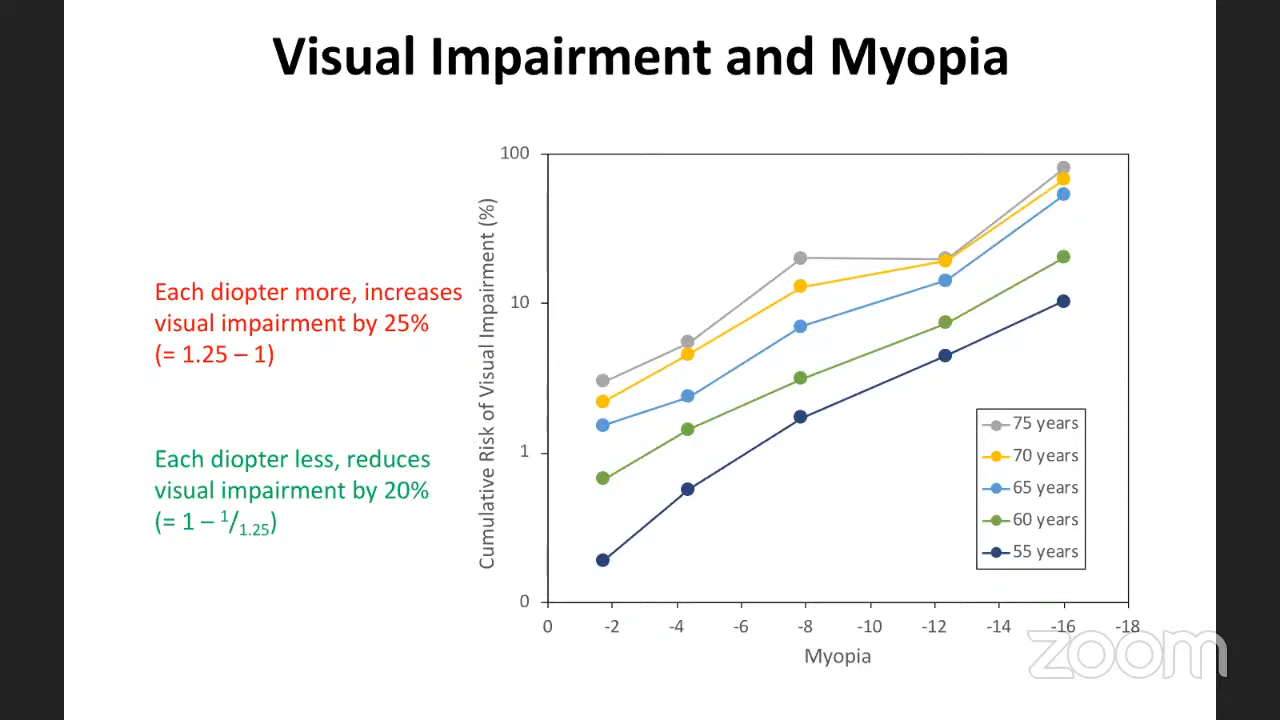 Visual Impairment and Myopia
Each diopter more, increases
visual impairment by 25%
(= 1.25 – 1)
Each diopter less, reduces
visual impairment by 20%
(= 1 – 1/1.25)
Cumulative Risk of Visual Impairment (%)
100
10
1
0
0 -2 -4 -6 -8 -10 -12 -14 -16 -18
Myopia
75 years
70 years
65 years
60 years
55 years
zoom